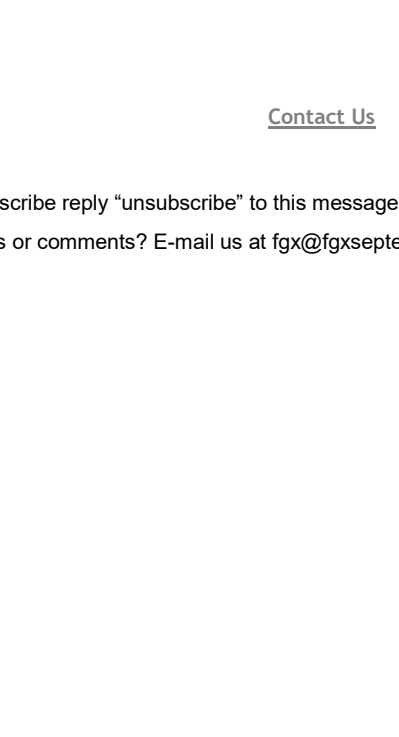 Contact Us
scribe reply “unsubscribe” to this message
s or comments? E-mail us at fgx@fgxsepte